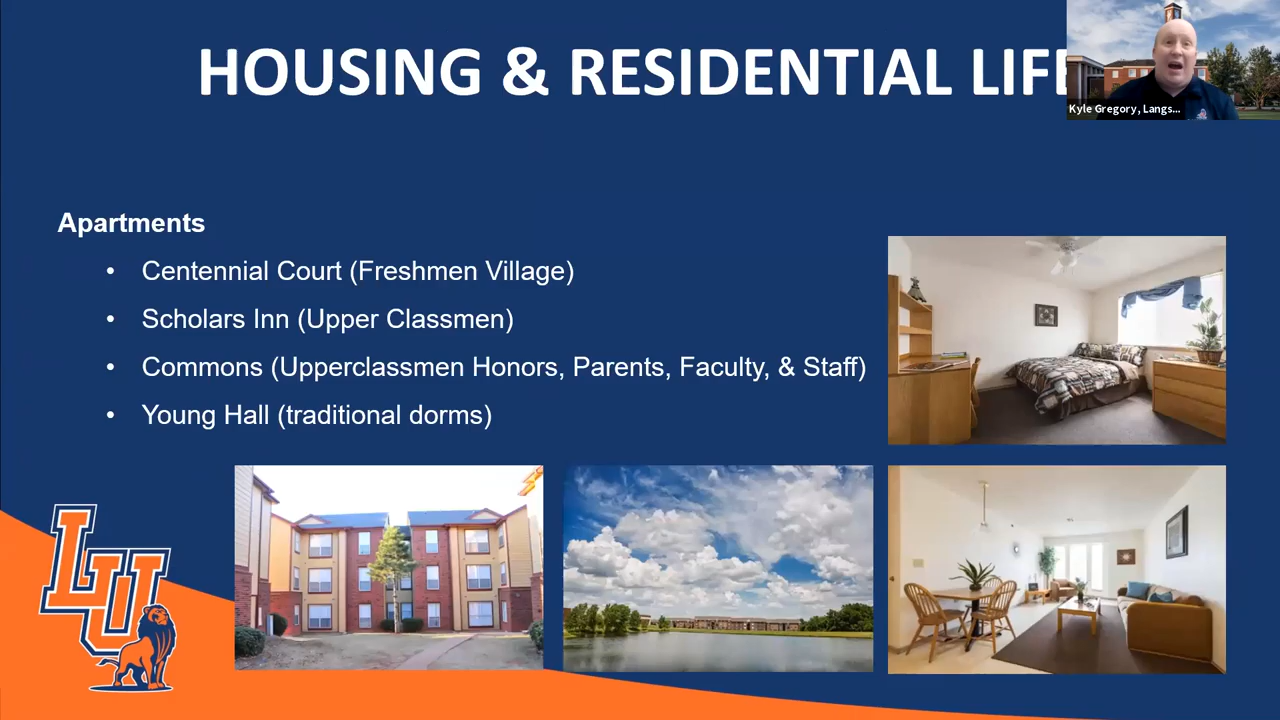 HOUSING & RESIDENTIAL LIFE
Kyle Gregory, Langs...
Apartments
• Centennial Court (Freshmen Village)
• Scholars Inn (Upper Classmen)
• Commons (Upperclassmen Honors, Parents, Faculty, & Staff)
• Young Hall (traditional dorms)
LU